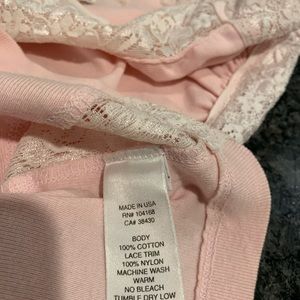 MADE IN USA
RN# 104168
CA# 38430
BODY
100% COTTON
LACE TRIM
100% NYLON
MACHINE WASH
WARM
NO BLEACH
TUMBLE DRY LOW